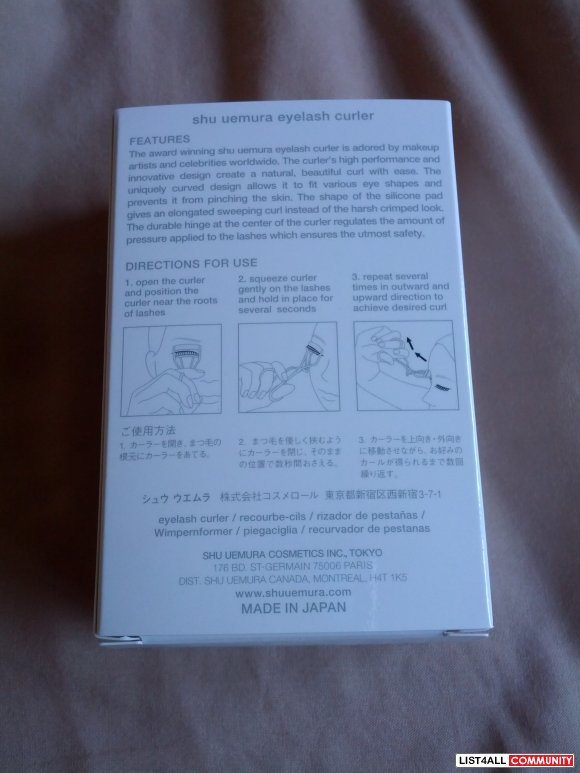 shu uemura eyelash curler
FEATURES
The award winning shu uemura eyelash curler is adored by makeup
artists and celebrities worldwide. The curler's high performance and
innovative design create a natural, beautiful curl with ease. The
uniquely curved design allows it to fit various eye shapes and
prevents it from pinching the skin. The shape of the silicone pad
gives an elongated sweeping curl instead of the harsh crimped look.
The durable hinge at the center of the curler regulates the amount of
pressure applied to the lashes which ensures the utmost safety.
DIRECTIONS FOR USE
1. open the curler
and position the
curler near the roots
of lashes
2. squeeze curler
gently on the lashes
and hold in place for
several seconds
3. repeat several
times in outward and
upward direction to
achieve desired curl
ご使用方法
1. カーラーを開き、まつ毛の
根元にカーラーをあてる。
2. まつ毛を優しく挟むよう
にカーラーを閉じ、そのまま
の位置で数秒間おさえる。
3. カーラーを上向き・外向き
に移動させながら、お好みの
カールが得られるまで数回
繰り返す。
シュウ ウエムラ 株式会社コスメロール 東京都新宿区西新宿3-7-1
eyelash curler / recourbe-cils / rizador de pestañas /
Wimpernformer / piegaciglia / recurvador de pestanas
SHU UEMURA COSMETICS INC., TOKYO
176 BD. ST-GERMAIN 75006 PARIS
DIST. SHU UEMURA CANADA, MONTREAL, H4T 1K5
www.shuuemura.com
MADE IN JAPAN
LIST4ALL COMMUNITY